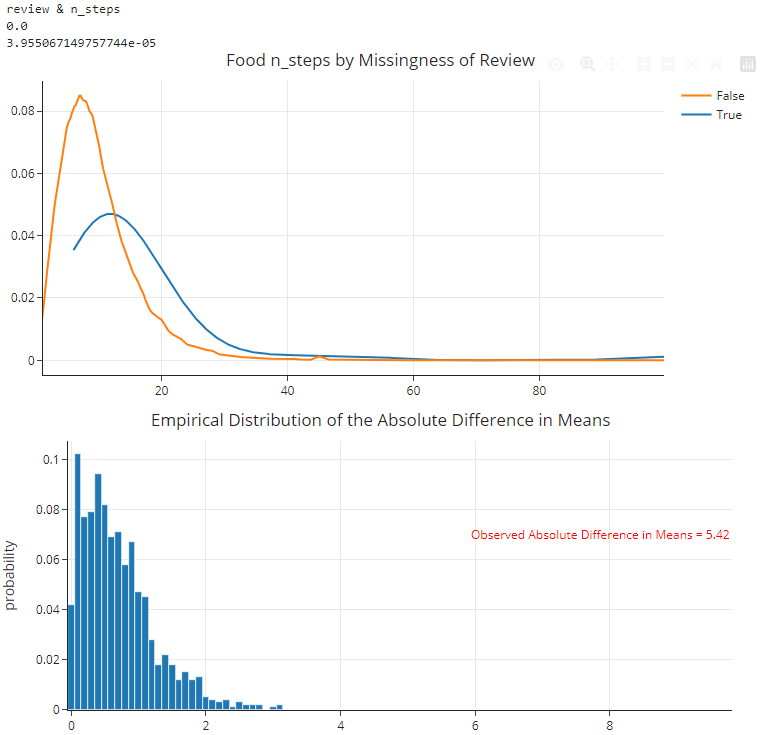 review & n_steps
0.0
3.955067149757744e-05
Food n_steps by Missingness of Review
False
True
0.08
0.06
0.04
0.02
0
20 40 60 80
Empirical Distribution of the Absolute Difference in Means
0.1
0.08
Observed Absolute Difference in Means = 5.42
0.06
probability
0.04
0.02
0
0 2 4 6 8